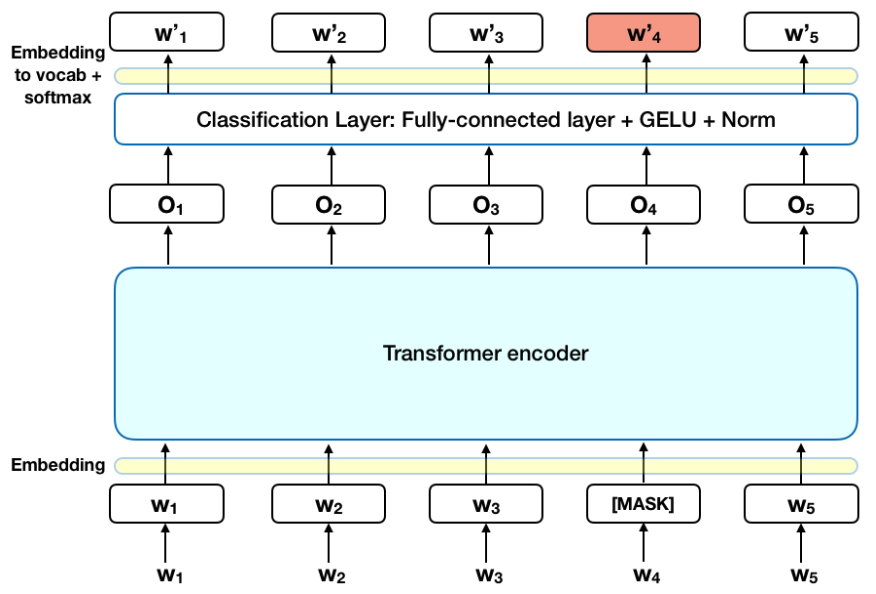 w’1 w’2 w’3 w’4 w’5
Embedding
to vocab +
softmax
Classification Layer: Fully-connected layer + GELU + Norm
O1 O2 O3 O4 O5
Transformer encoder
Embedding
W1 W2 W3 [MASK] W5
W1 W2 W3 W4 W5